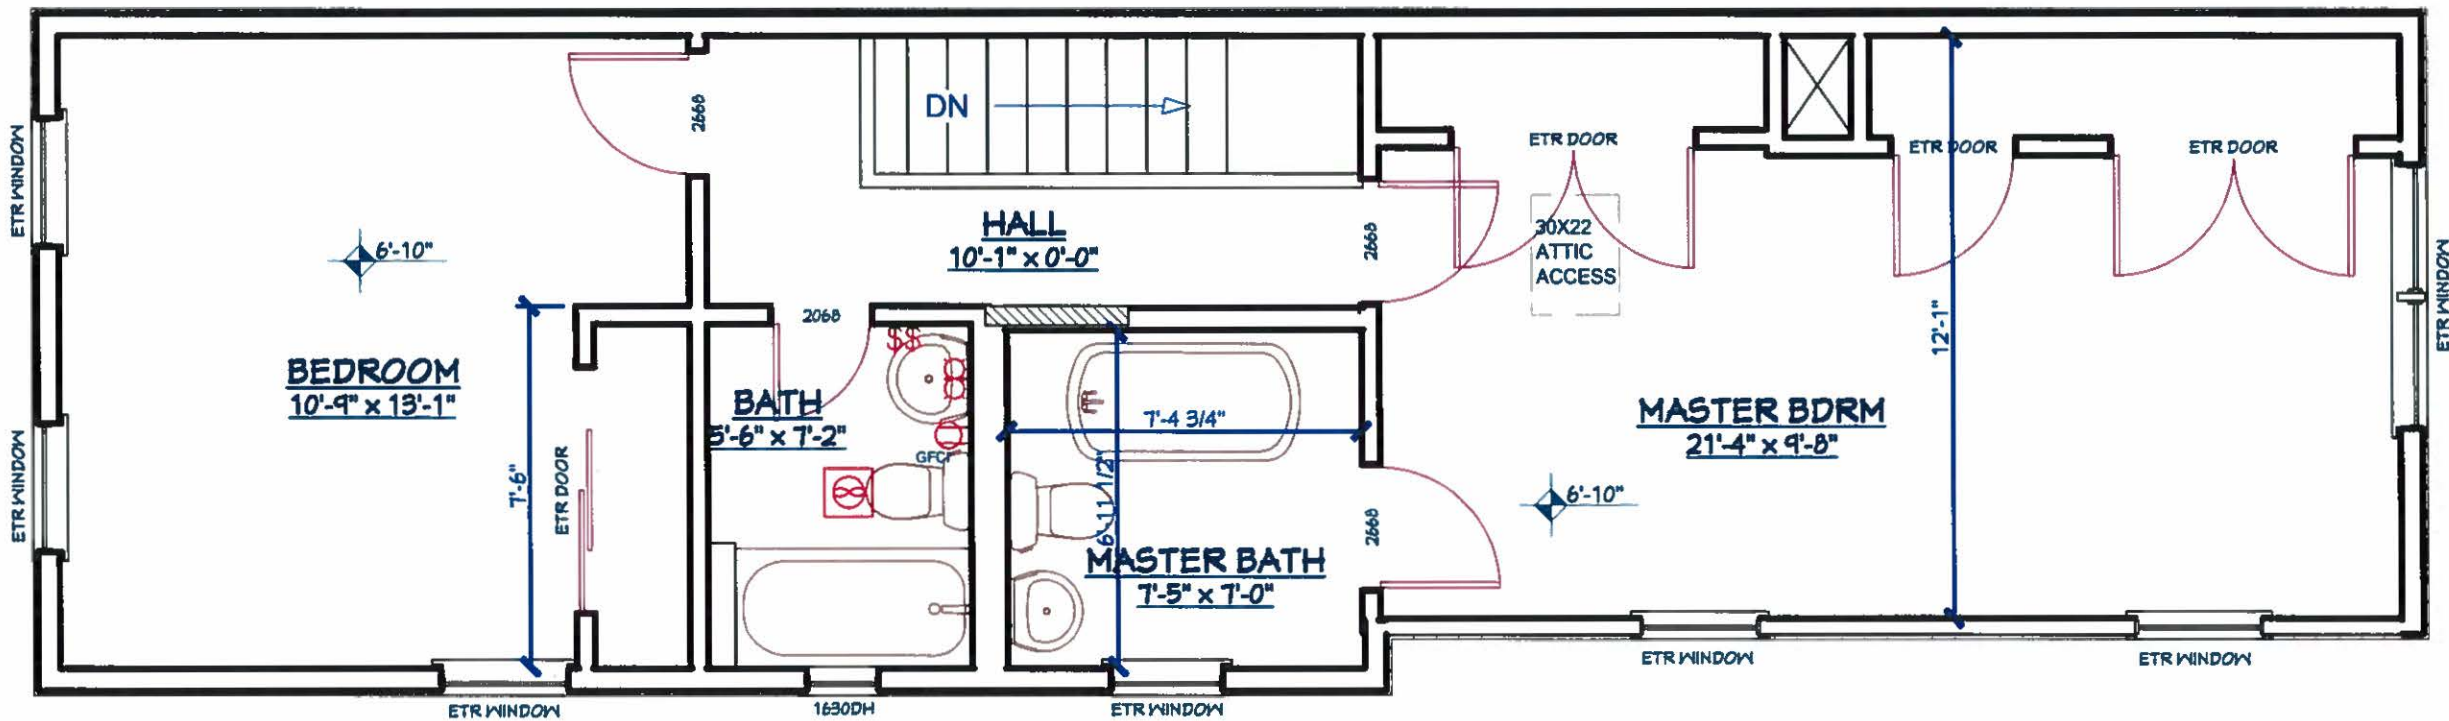 ETR WINDOW
ETR WINDOW
6'-10"
BEDROOM
10'-9" x 13'-1"
7'-6"
ETR DOOR
2668
DN
HALL
10'-1" x 0'-0"
2068
$$
BATH
5'-6" x 7'-2"
GFCI
7'-4 3/4"
6'-11 1/2"
MASTER BATH
7'-5" x 7'-0"
2668
2668
ETR DOOR
30X22
ATTIC
ACCESS
ETR DOOR
ETR DOOR
12'-1"
MASTER BDRM
21'-4" x 9'-8"
6'-10"
ETR WINDOW
ETR WINDOW
1630DH
ETR WINDOW
ETR WINDOW
ETR WINDOW